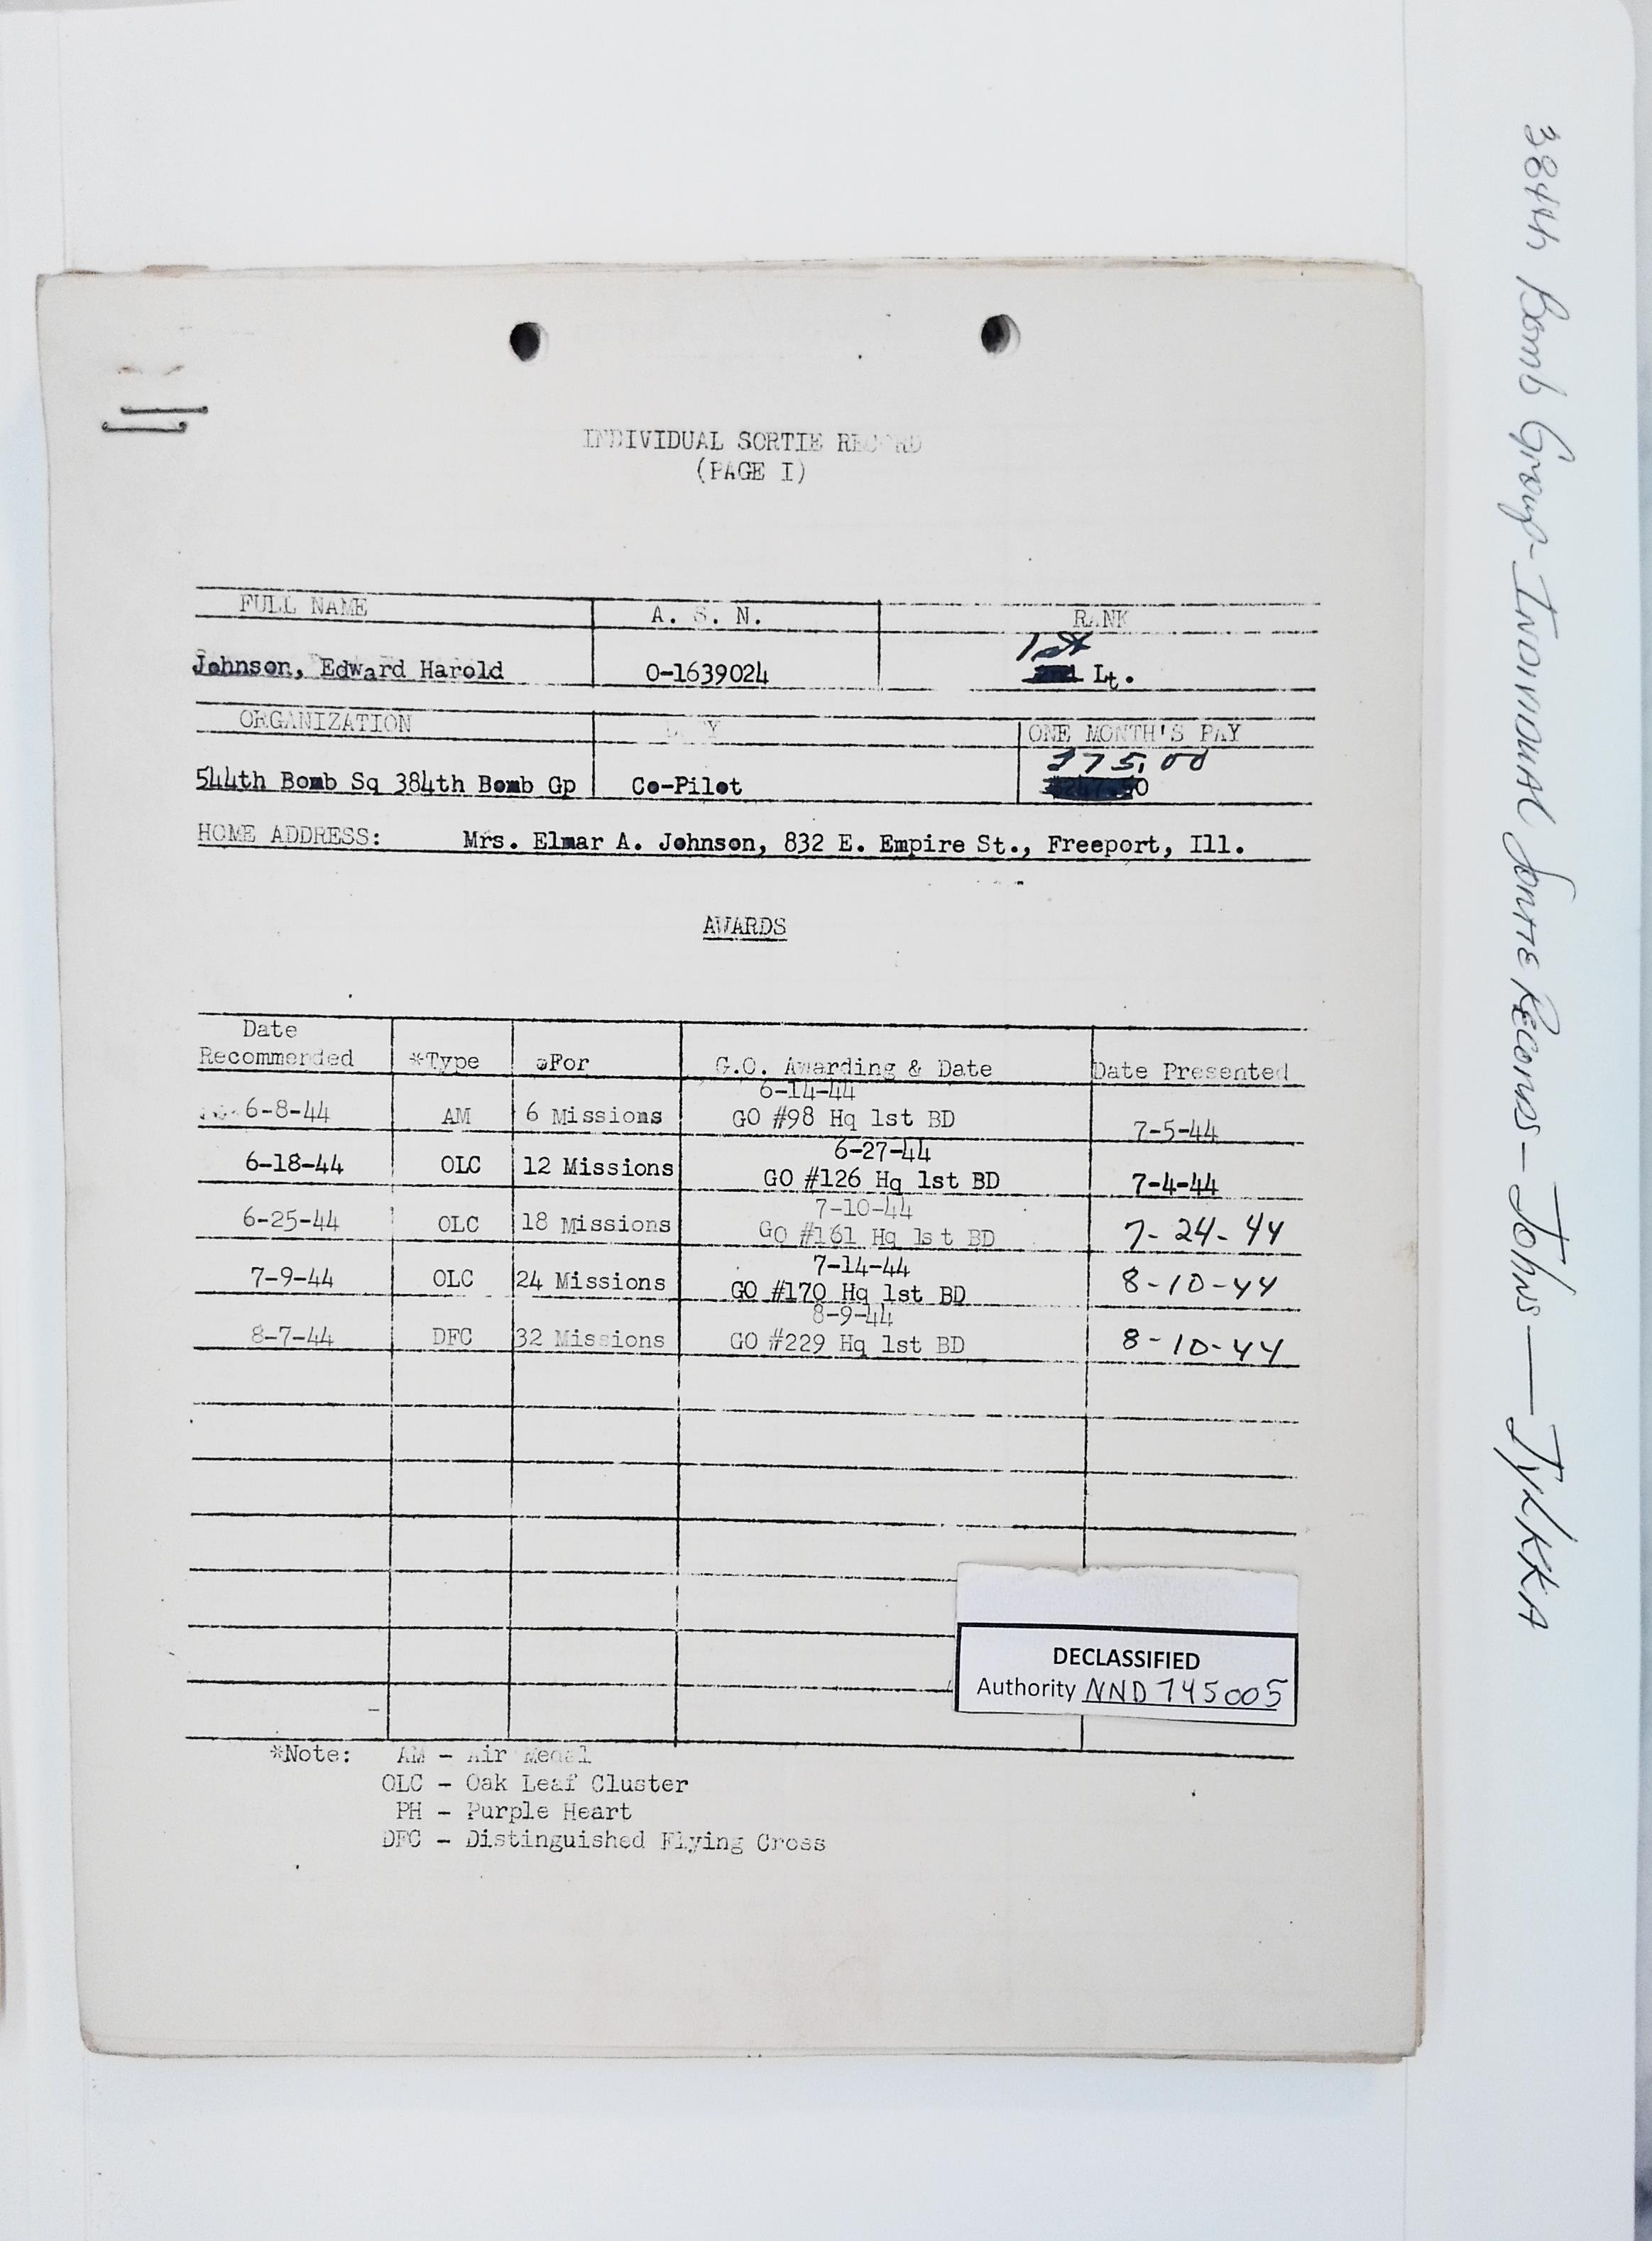 INDIVIDUAL SORTIE RECORD
(PAGE I)
FULL NAME A. S. N. RANK
1st
Johnson, Edward Harold 0-1639024 Lt.
ORGANIZATION DUTY ONE MONTH'S PAY
275.00
544th Bomb Sq 384th Bomb Gp Co-Pilot
HOME ADDRESS: Mrs. Elmar A. Johnson, 832 E. Empire St., Freeport, Ill.
AWARDS
Date
Recommended *Type For G.O. Awarding & Date Date Presented
6-14-44
6-8-44 AM 6 Missions GO #98 Hq 1st BD 7-5-44
6-27-44
6-18-44 OLC 12 Missions GO #126 Hq 1st BD 7-4-44
7-10-44
6-25-44 OLC 18 Missions GO #161 Hq 1st BD 7-24-44
7-14-44
7-9-44 OLC 24 Missions GO #170 Hq 1st BD 8-10-44
8-9-44
8-7-44 DFC 32 Missions GO #229 Hq 1st BD 8-10-44
DECLASSIFIED
Authority NND 745005
*Note: AM - Air Medal
OLC - Oak Leaf Cluster
PH - Purple Heart
DFC - Distinguished Flying Cross
384th Bomb Group - Individual Sortie Records - Johns - Jylkka